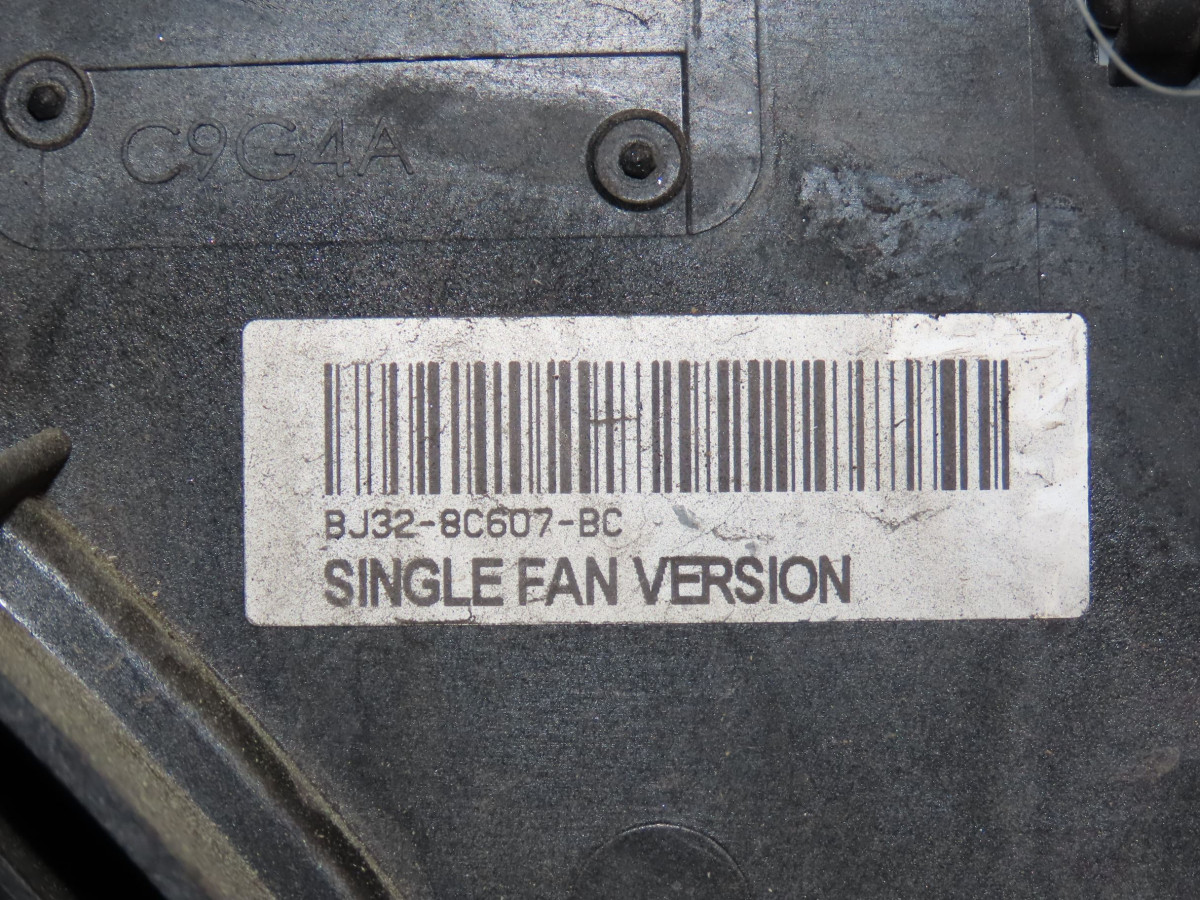 C9G4A
BJ32-8C607-BC
SINGLE FAN VERSION